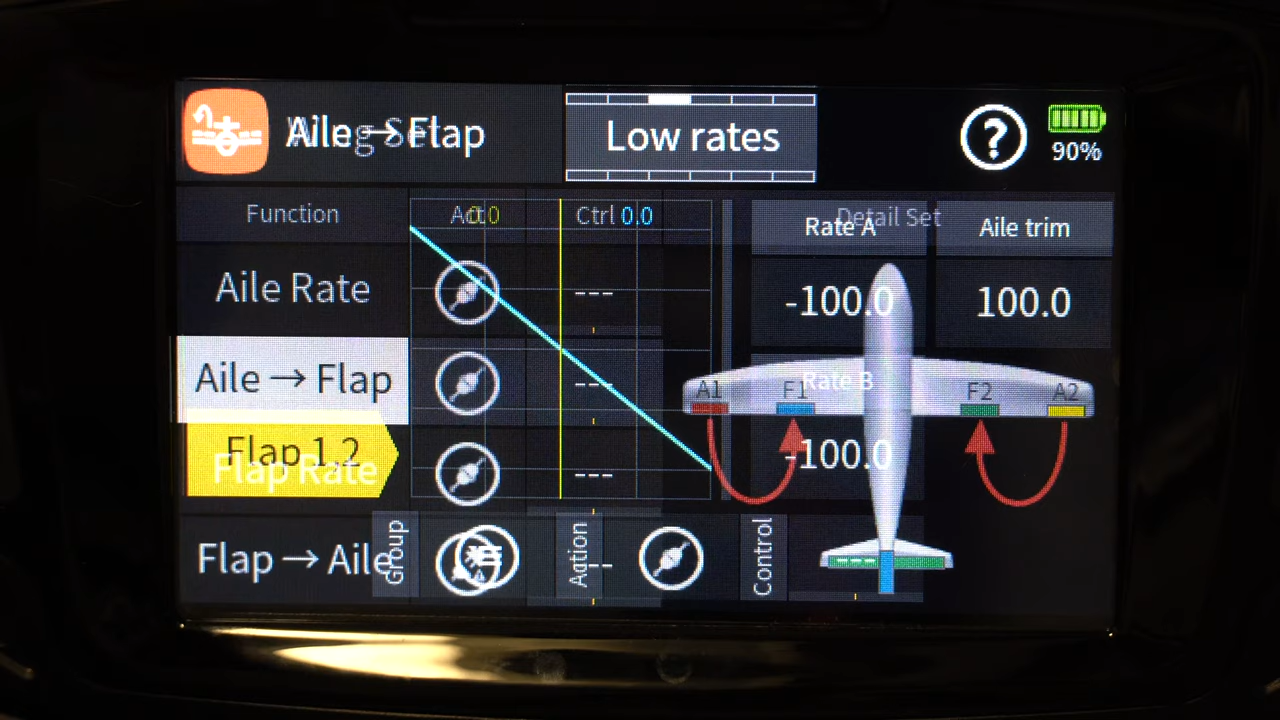 Aile → Flap
Wing Set
Low rates
?
90%
Function
Act
0.0
Ctrl 0.0
Detail Set
Rate A
Aile trim
Aile Rate
---
-100.0
100.0
Aile → Flap
---
Rate B
A1
F1
F2
A2
Flap 1.2
Flap Rate
---
-100.0
Flap → Aile
Group
Action
---
Control
---